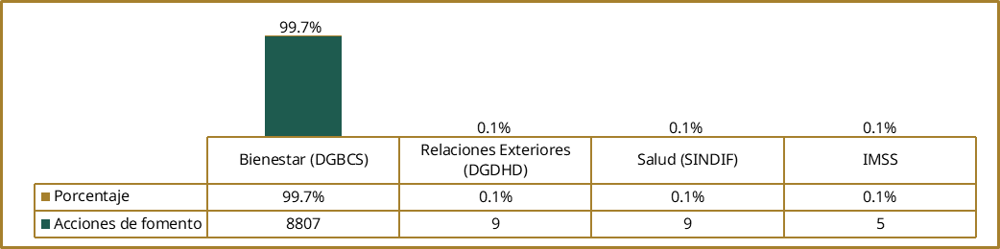 99.7%
0.1%
0.1%
0.1%
Bienestar (DGBCS)
Relaciones Exteriores
(DGDHD)
Salud (SINDIF)
IMSS
Porcentaje
99.7%
0.1%
0.1%
0.1%
Acciones de fomento
8807
9
9
5